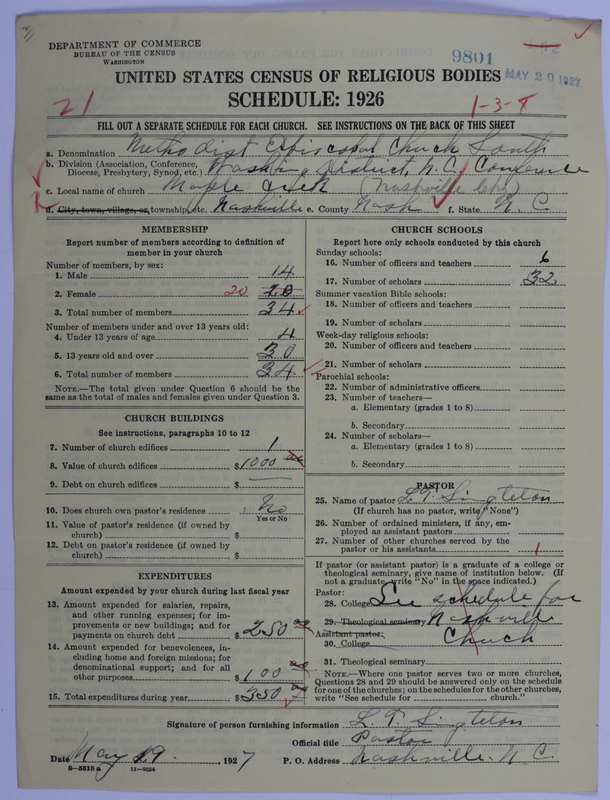 DEPARTMENT OF COMMERCE
BUREAU OF THE CENSUS
WASHINGTON
9801
MAY 20 1927
UNITED STATES CENSUS OF RELIGIOUS BODIES
SCHEDULE: 1926
21
1-3-8
FILL OUT A SEPARATE SCHEDULE FOR EACH CHURCH. SEE INSTRUCTIONS ON THE BACK OF THIS SHEET
a. Denomination Methodist Episcopal Church South
b. Division (Association, Conference, Diocese, Presbytery, Synod, etc.) Washin District, N.C. Conference
c. Local name of church Maple Creek (Nashville Ch)
d. City, town, village, or township, etc. Nashville e. County Nash f. State N. C
MEMBERSHIP
Report number of members according to definition of
member in your church
Number of members, by sex:
1. Male 14
2. Female 20 20
3. Total number of members 34
Number of members under and over 13 years old:
4. Under 13 years of age 4
5. 13 years old and over 30
6. Total number of members 34
NOTE.—The total given under Question 6 should be the
same as the total of males and females given under Question 3.
CHURCH BUILDINGS
See instructions, paragraphs 10 to 12
7. Number of church edifices 1
8. Value of church edifices $1000
9. Debt on church edifices $
10. Does church own pastor's residence No
Yes or No
11. Value of pastor's residence (if owned by
church) $
12. Debt on pastor's residence (if owned by
church) $
EXPENDITURES
Amount expended by your church during last fiscal year
13. Amount expended for salaries, repairs,
and other running expenses; for im-
provements or new buildings; and for
payments on church debt $250
14. Amount expended for benevolences, in-
cluding home and foreign missions; for
denominational support; and for all
other purposes $100
15. Total expenditures during year $350
CHURCH SCHOOLS
Report here only schools conducted by this church
Sunday schools:
16. Number of officers and teachers 6
17. Number of scholars 32
Summer vacation Bible schools:
18. Number of officers and teachers
19. Number of scholars
Week-day religious schools:
20. Number of officers and teachers
21. Number of scholars
Parochial schools:
22. Number of administrative officers
23. Number of teachers—
a. Elementary (grades 1 to 8)
b. Secondary
24. Number of scholars—
a. Elementary (grades 1 to 8)
b. Secondary
PASTOR
25. Name of pastor L. T. Singleton
(If church has no pastor, write "None")
26. Number of ordained ministers, if any, em-
ployed as assistant pastors
27. Number of other churches served by the
pastor or his assistants 1
If pastor (or assistant pastor) is a graduate of a college or
theological seminary, give name of institution below. (If
not a graduate, write "No" in the space indicated.)
Pastor:
28. College See schedule for
29. Theological seminary Nashville
Assistant pastor:
30. College Church
31. Theological seminary
NOTE.—Where one pastor serves two or more churches,
Questions 28 and 29 should be answered only on the schedule
for one of the churches; on the schedules for the other churches,
write "See schedule for ........ church."
Signature of person furnishing information L. T. Singleton
Official title Pastor
Date May 19, 1927 P. O. Address Nashville, N. C.
8—5518a 11—9054